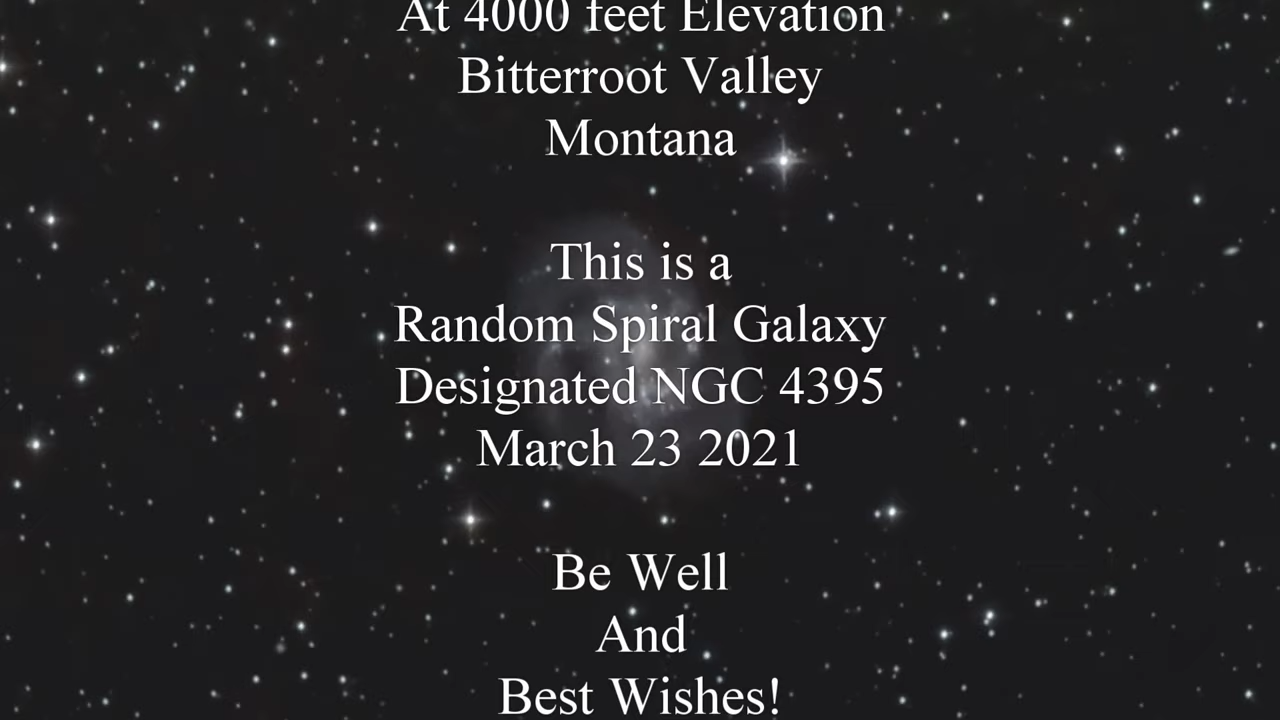 At 4000 feet Elevation
Bitterroot Valley
Montana
This is a
Random Spiral Galaxy
Designated NGC 4395
March 23 2021
Be Well
And
Best Wishes!